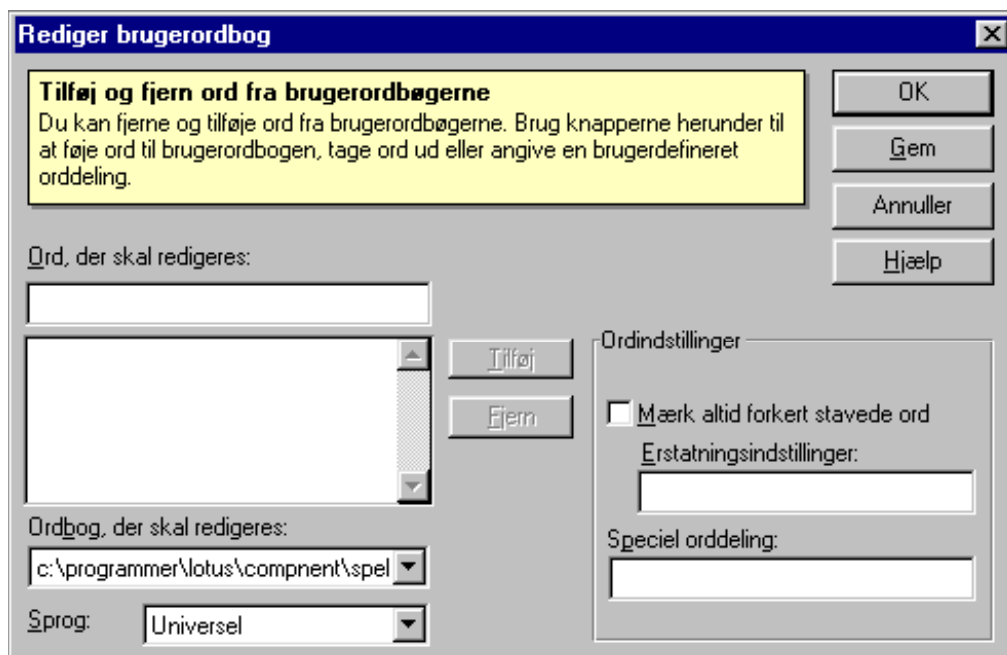 Rediger brugerordbog
Tilføj og fjern ord fra brugerordbøgerne
Du kan fjerne og tilføje ord fra brugerordbøgerne. Brug knapperne herunder til
at føje ord til brugerordbogen, tage ord ud eller angive en brugerdefineret
orddeling.
OK
Gem
Annuller
Hjælp
Ord, der skal redigeres:
Tilføj
Fjern
Ordbog, der skal redigeres:
c:\programmer\lotus\compnent\spel
Sprog:
Universel
Ordindstillinger
Mærk altid forkert stavede ord
Erstatningsindstillinger:
Speciel orddeling: